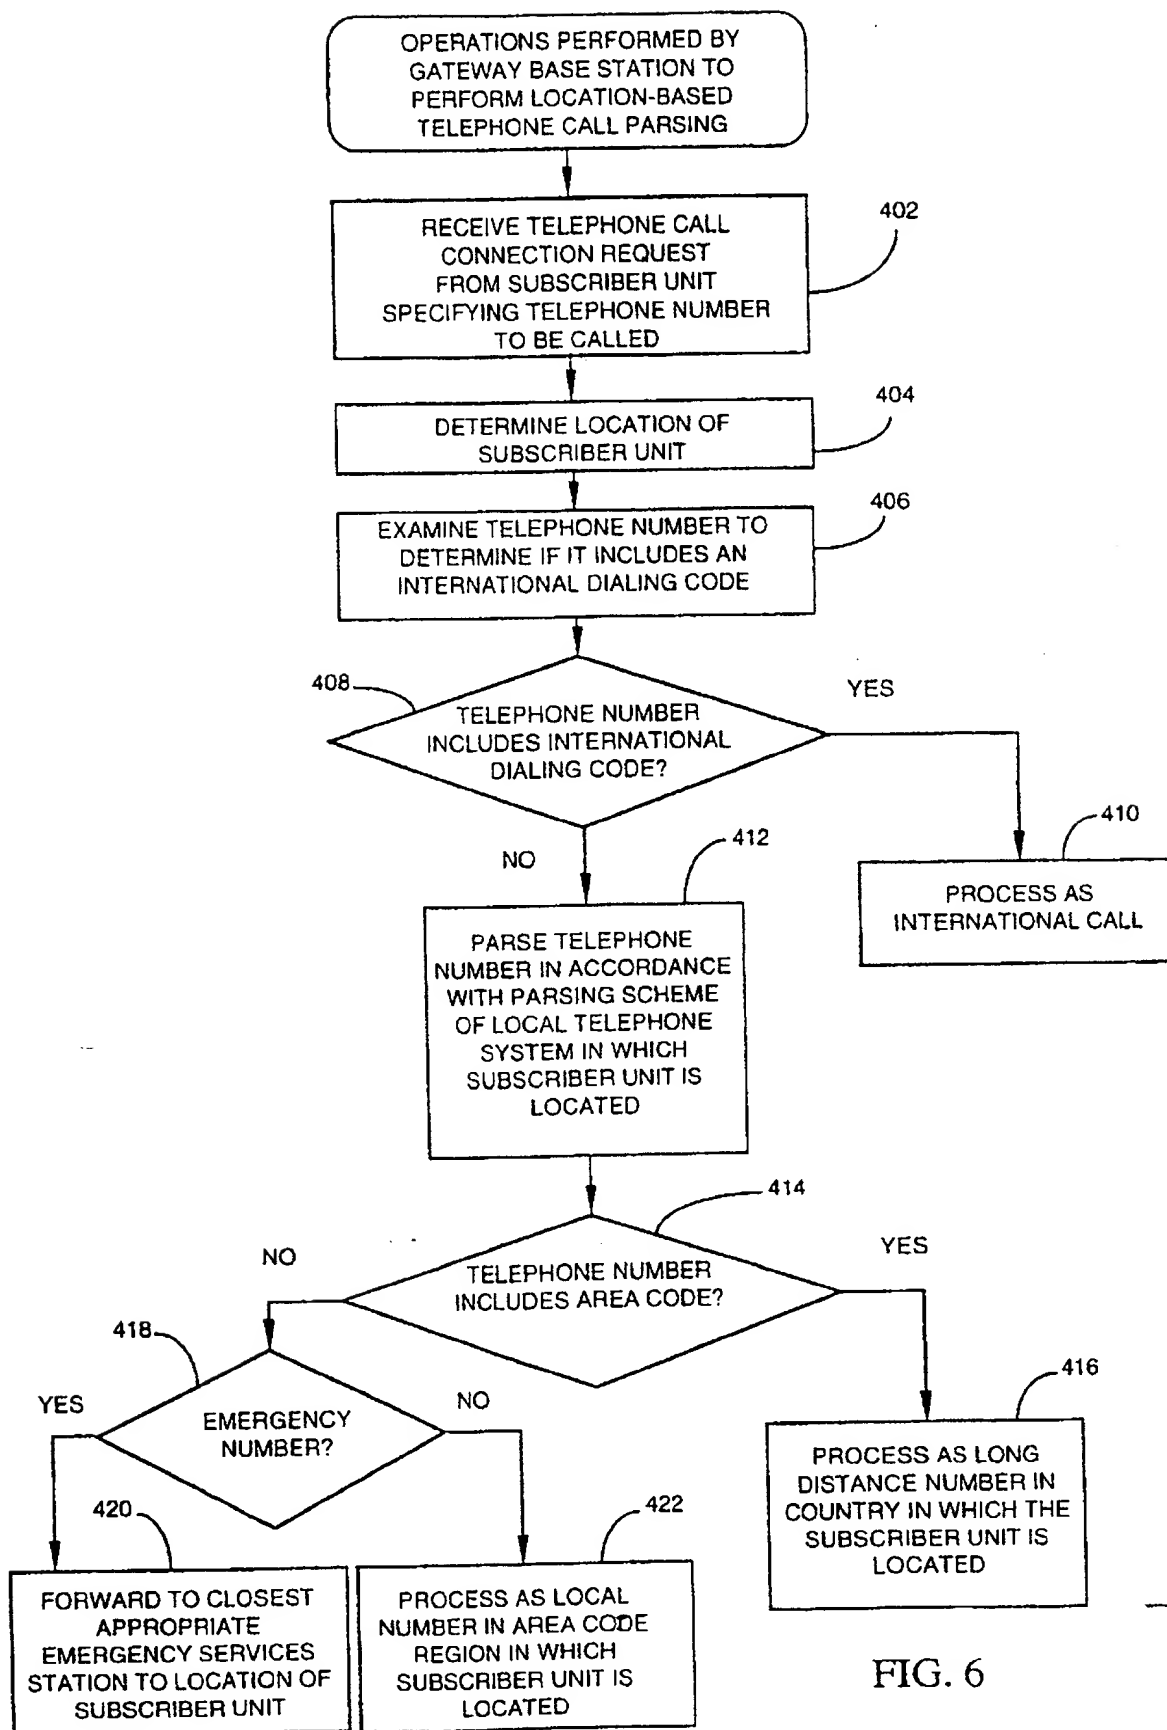 OPERATIONS PERFORMED BY
GATEWAY BASE STATION TO
PERFORM LOCATION-BASED
TELEPHONE CALL PARSING
402
RECEIVE TELEPHONE CALL
CONNECTION REQUEST
FROM SUBSCRIBER UNIT
SPECIFYING TELEPHONE NUMBER
TO BE CALLED
404
DETERMINE LOCATION OF
SUBSCRIBER UNIT
406
EXAMINE TELEPHONE NUMBER TO
DETERMINE IF IT INCLUDES AN
INTERNATIONAL DIALING CODE
408
YES
TELEPHONE NUMBER
INCLUDES INTERNATIONAL
DIALING CODE?
410
NO
412
PROCESS AS
INTERNATIONAL CALL
PARSE TELEPHONE
NUMBER IN ACCORDANCE
WITH PARSING SCHEME
OF LOCAL TELEPHONE
SYSTEM IN WHICH
SUBSCRIBER UNIT IS
LOCATED
414
NO
YES
TELEPHONE NUMBER
INCLUDES AREA CODE?
418
YES
NO
EMERGENCY
NUMBER?
416
PROCESS AS LONG
DISTANCE NUMBER IN
COUNTRY IN WHICH THE
SUBSCRIBER UNIT IS
LOCATED
420
422
FORWARD TO CLOSEST
APPROPRIATE
EMERGENCY SERVICES
STATION TO LOCATION OF
SUBSCRIBER UNIT
PROCESS AS LOCAL
NUMBER IN AREA CODE
REGION IN WHICH
SUBSCRIBER UNIT IS
LOCATED
FIG. 6